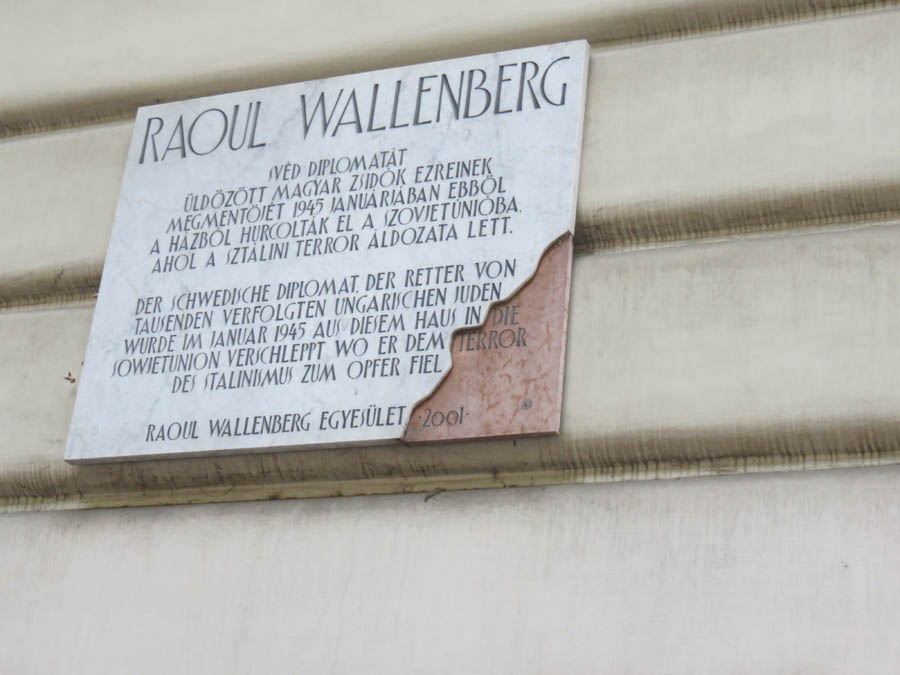 RAOUL WALLENBERG
SVÉD DIPLOMATÁT
ÜLDÖZÖTT MAGYAR ZSIDÓK EZREINEK
MEGMENTŐJÉT 1945 JANUÁRJÁBAN EBBŐL
A HÁZBÓL HURCOLTÁK EL A SZOVJETÚNIÓBA,
AHOL A SZTÁLINI TERROR ÁLDOZATA LETT.
DER SCHWEDISCHE DIPLOMAT, DER RETTER VON
TAUSENDEN VERFOLGTEN UNGARISCHEN JUDEN
WURDE IM JANUAR 1945 AUS DIESEM HAUS IN DIE
SOWJETUNION VERSCHLEPPT WO ER DEM TERROR
DES STALINISMUS ZUM OPFER FIEL
RAOUL WALLENBERG EGYESÜLET ·2001·